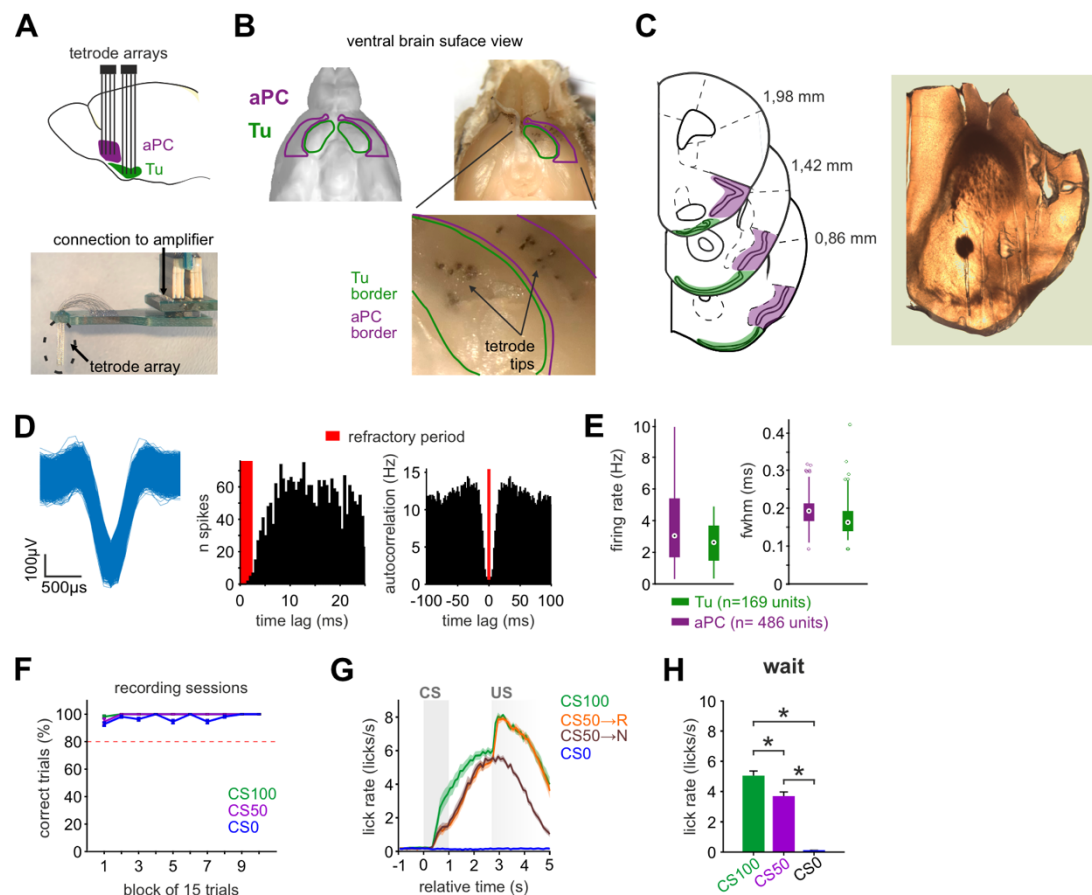 A
tetrode arrays
aPC
Tu
connection to amplifier
tetrode array
B
ventral brain suface view
aPC
Tu
Tu
border
aPC
border
tetrode
tips
C
1,98 mm
1,42 mm
0,86 mm
D
100µV
500µs
refractory period
n spikes
60
40
20
0
0
10
20
time lag (ms)
autocorrelation (Hz)
15
10
5
0
-100
-50
0
50
100
time lag (ms)
E
firing rate (Hz)
10
8
6
4
2
0
fwhm (ms)
0.4
0.3
0.2
0.1
0
Tu (n=169 units)
aPC (n= 486 units)
F
recording sessions
correct trials (%)
100
80
60
40
20
0
CS100
CS50
CS0
1
3
5
7
9
block of 15 trials
G
CS
US
CS100
CS50→R
CS50→N
CS0
lick rate (licks/s)
10
8
6
4
2
0
-1
0
1
2
3
4
5
relative time (s)
H
wait
lick rate (licks/s)
10
8
6
4
2
0
*
*
*
CS100
CS50
CS0